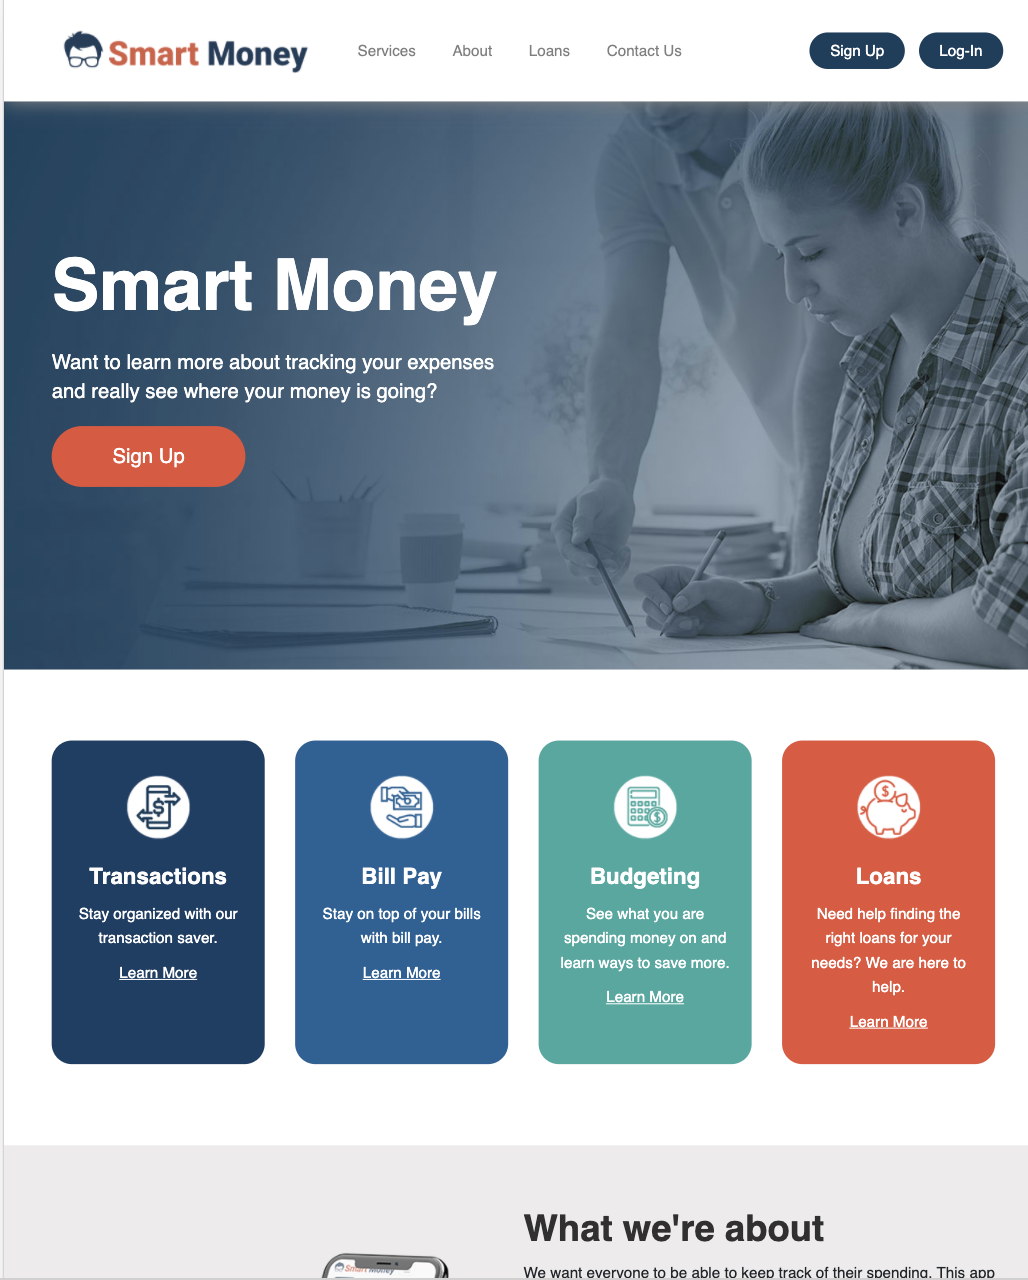 Smart Money
Services
About
Loans
Contact Us
Sign Up
Log-In
Smart Money
Want to learn more about tracking your expenses
and really see where your money is going?
Sign Up
Transactions
Stay organized with our
transaction saver.
Learn More
Bill Pay
Stay on top of your bills
with bill pay.
Learn More
Budgeting
See what you are
spending money on and
learn ways to save more.
Learn More
Loans
Need help finding the
right loans for your
needs? We are here to
help.
Learn More
What we're about
We want everyone to be able to keep track of their spending. This app
Smart Money